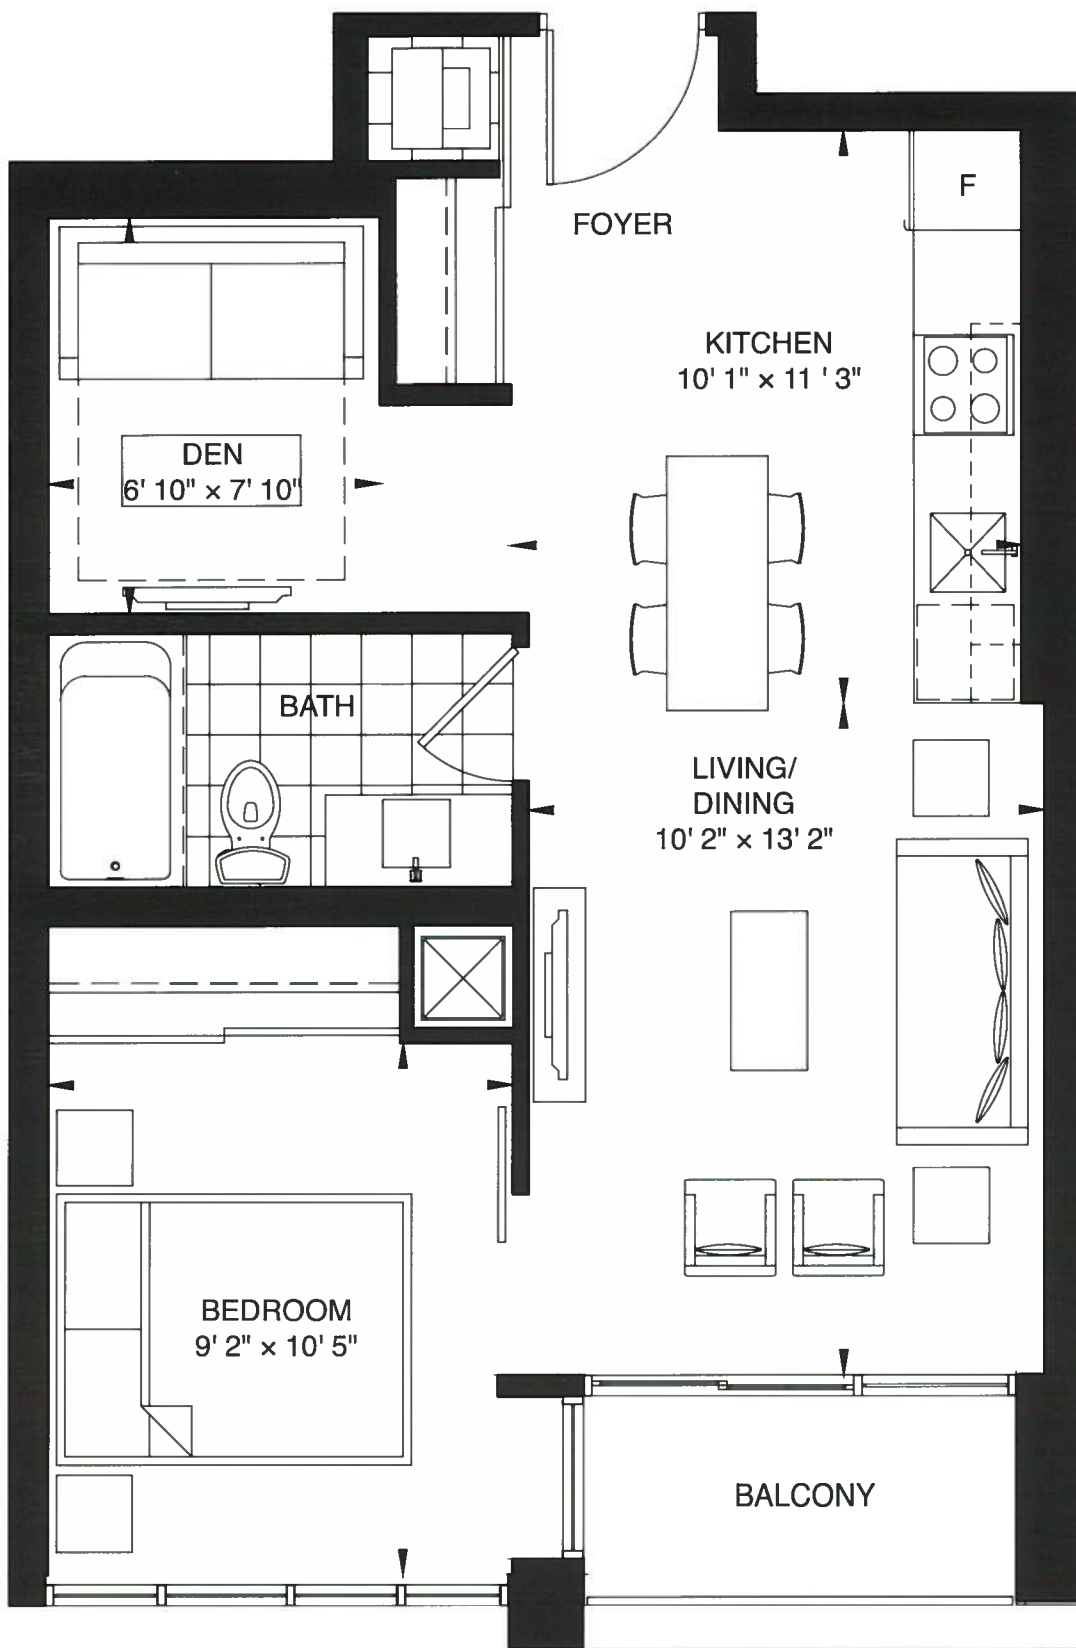 F
FOYER
KITCHEN
10' 1" × 11 ' 3"
DEN
6' 10" × 7' 10"
BATH
LIVING/
DINING
10' 2" × 13' 2"
BEDROOM
9' 2" × 10' 5"
BALCONY